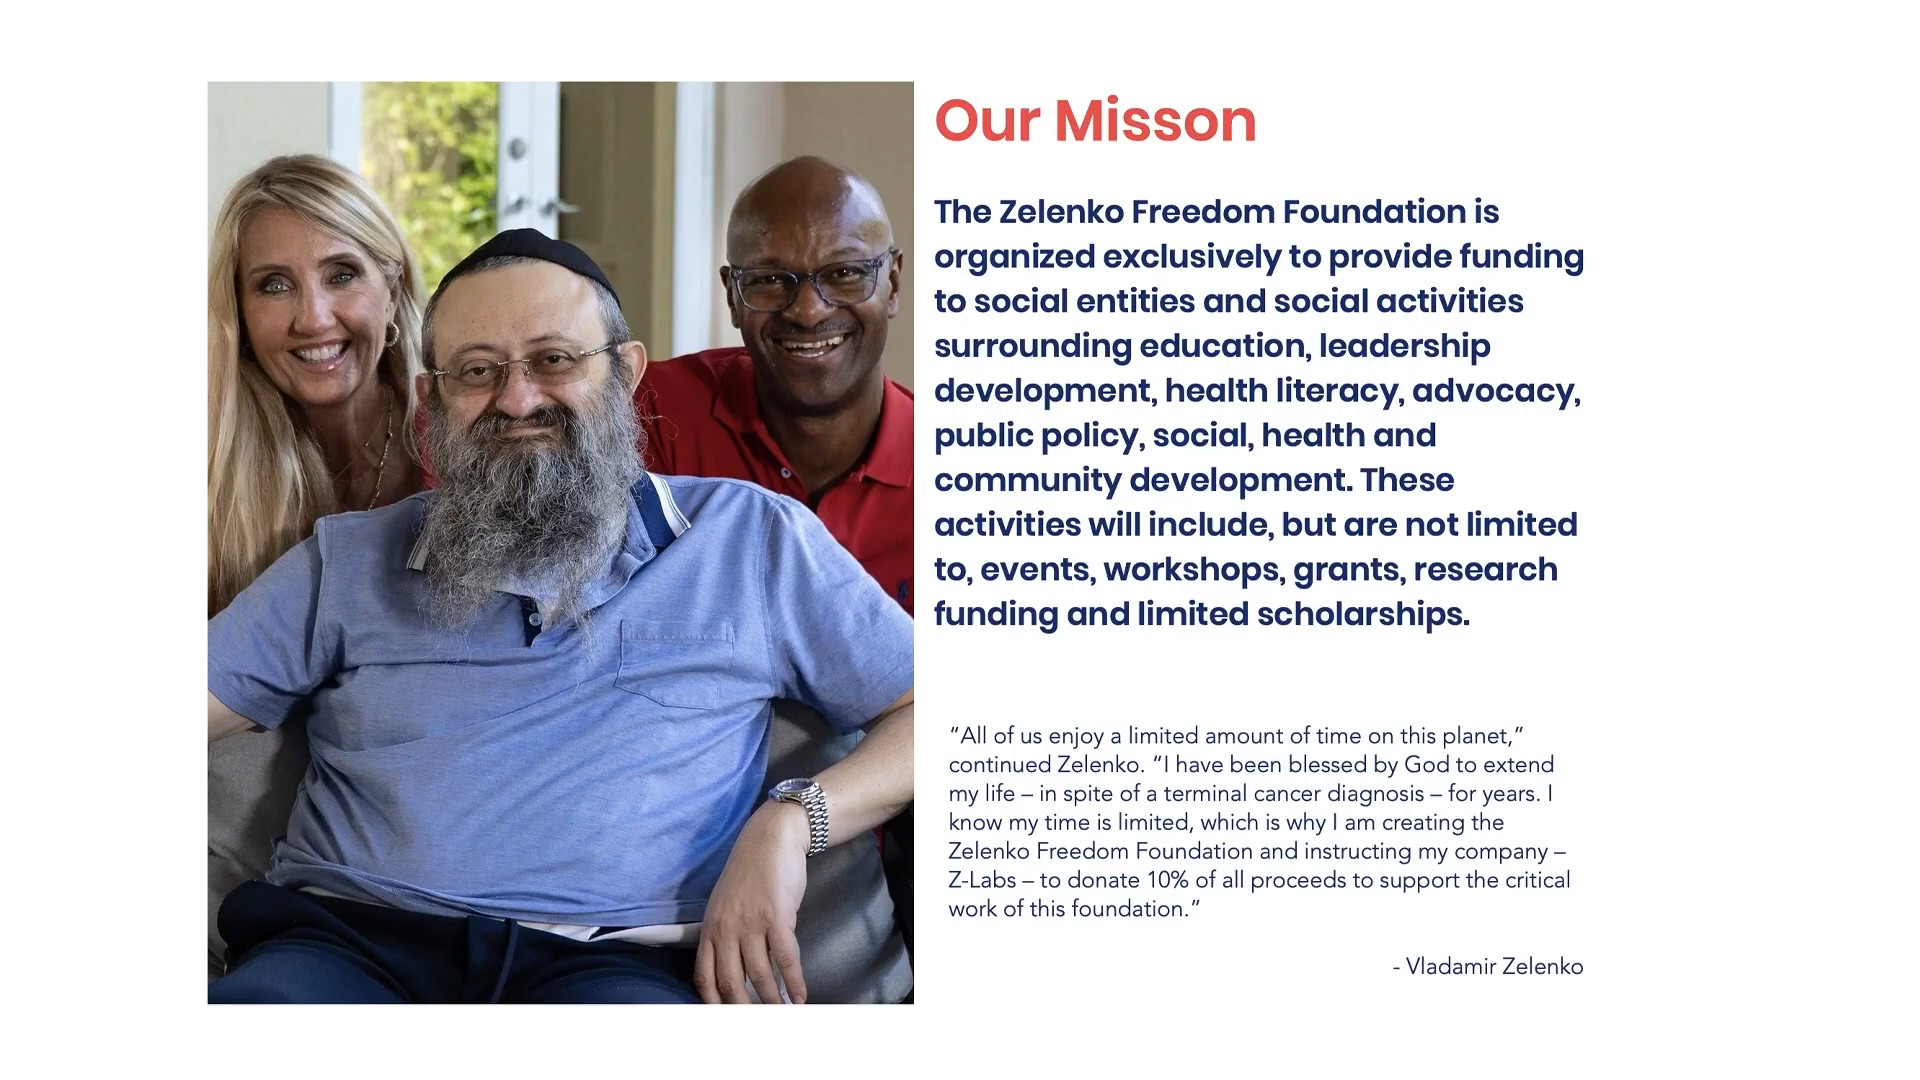 Our Misson
The Zelenko Freedom Foundation is
organized exclusively to provide funding
to social entities and social activities
surrounding education, leadership
development, health literacy, advocacy,
public policy, social, health and
community development. These
activities will include, but are not limited
to, events, workshops, grants, research
funding and limited scholarships.
“All of us enjoy a limited amount of time on this planet,”
continued Zelenko. “I have been blessed by God to extend
my life – in spite of a terminal cancer diagnosis – for years. I
know my time is limited, which is why I am creating the
Zelenko Freedom Foundation and instructing my company –
Z-Labs – to donate 10% of all proceeds to support the critical
work of this foundation.”
- Vladamir Zelenko